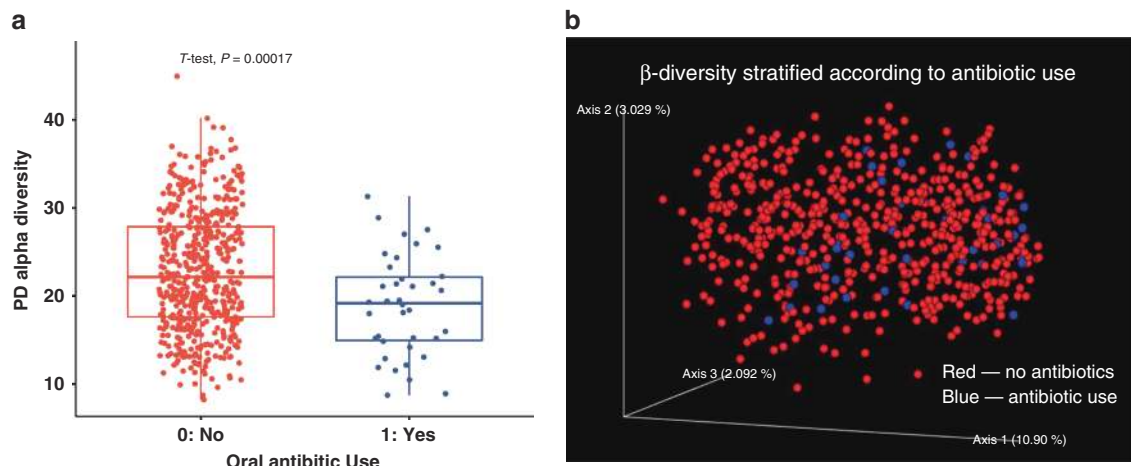 a
T-test, P = 0.00017
PD alpha diversity
40
30
20
10
0: No
1: Yes
Oral antibitic Use
b
β-diversity stratified according to antibiotic use
Axis 2 (3.029 %)
Axis 3 (2.092 %)
Red — no antibiotics
Blue — antibiotic use
Axis 1 (10.90 %)